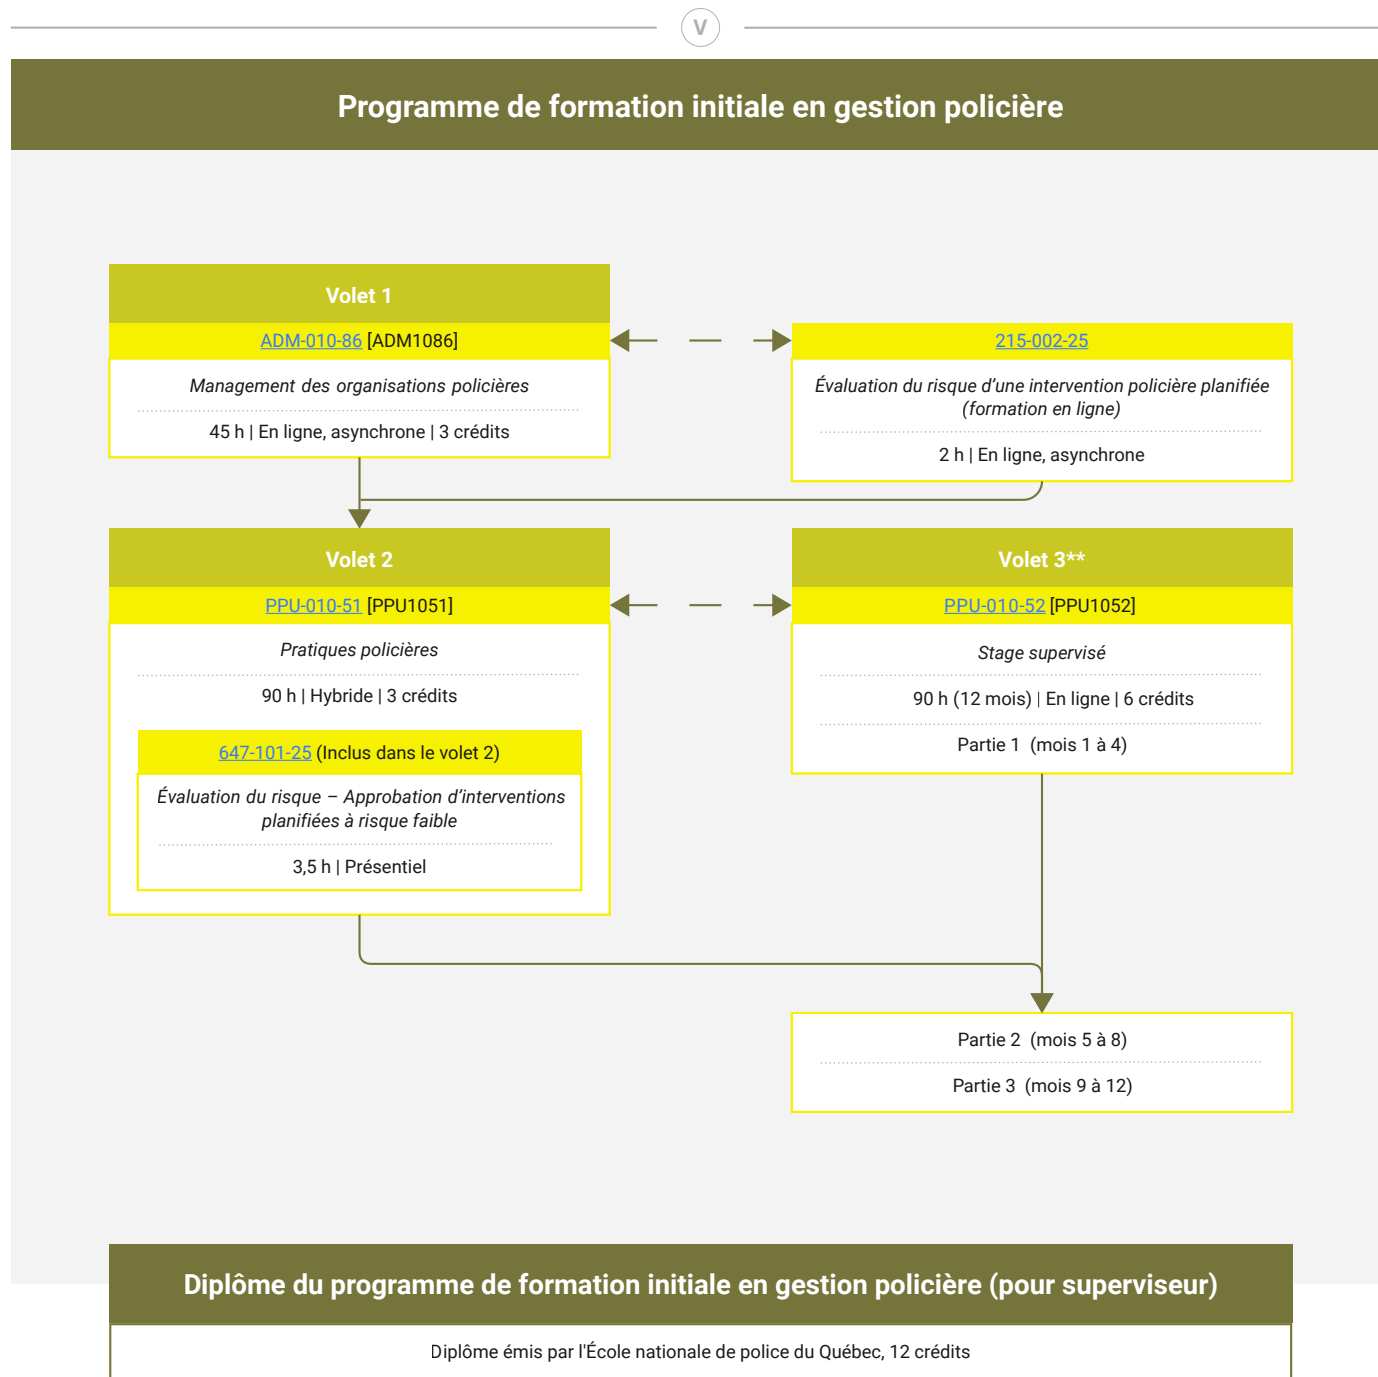 V
Programme de formation initiale en gestion policière
Volet 1
ADM-010-86 [ADM1086]
Management des organisations policières
45 h | En ligne, asynchrone | 3 crédits
215-002-25
Évaluation du risque d’une intervention policière planifiée
(formation en ligne)
2 h | En ligne, asynchrone
Volet 2
PPU-010-51 [PPU1051]
Pratiques policières
90 h | Hybride | 3 crédits
647-101-25 (Inclus dans le volet 2)
Évaluation du risque – Approbation d’interventions
planifiées à risque faible
3,5 h | Présentiel
Volet 3**
PPU-010-52 [PPU1052]
Stage supervisé
90 h (12 mois) | En ligne | 6 crédits
Partie 1 (mois 1 à 4)
Partie 2 (mois 5 à 8)
Partie 3 (mois 9 à 12)
Diplôme du programme de formation initiale en gestion policière (pour superviseur)
Diplôme émis par l'École nationale de police du Québec, 12 crédits